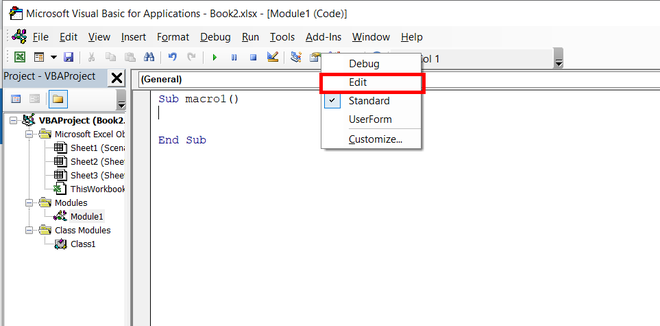 Microsoft Visual Basic for Applications - Book2.xlsx - [Module1 (Code)]
File Edit View Insert Format Debug Run Tools Add-Ins Window Help
Project - VBAProject
VBAProject (Book2.
Microsoft Excel Ob
Sheet1 (Scena
Sheet2 (Shee
Sheet3 (Shee
ThisWorkbook
Modules
Module1
Class Modules
Class1
(General)
Sub macro1()
End Sub
Debug
Edit
Standard
UserForm
Customize...